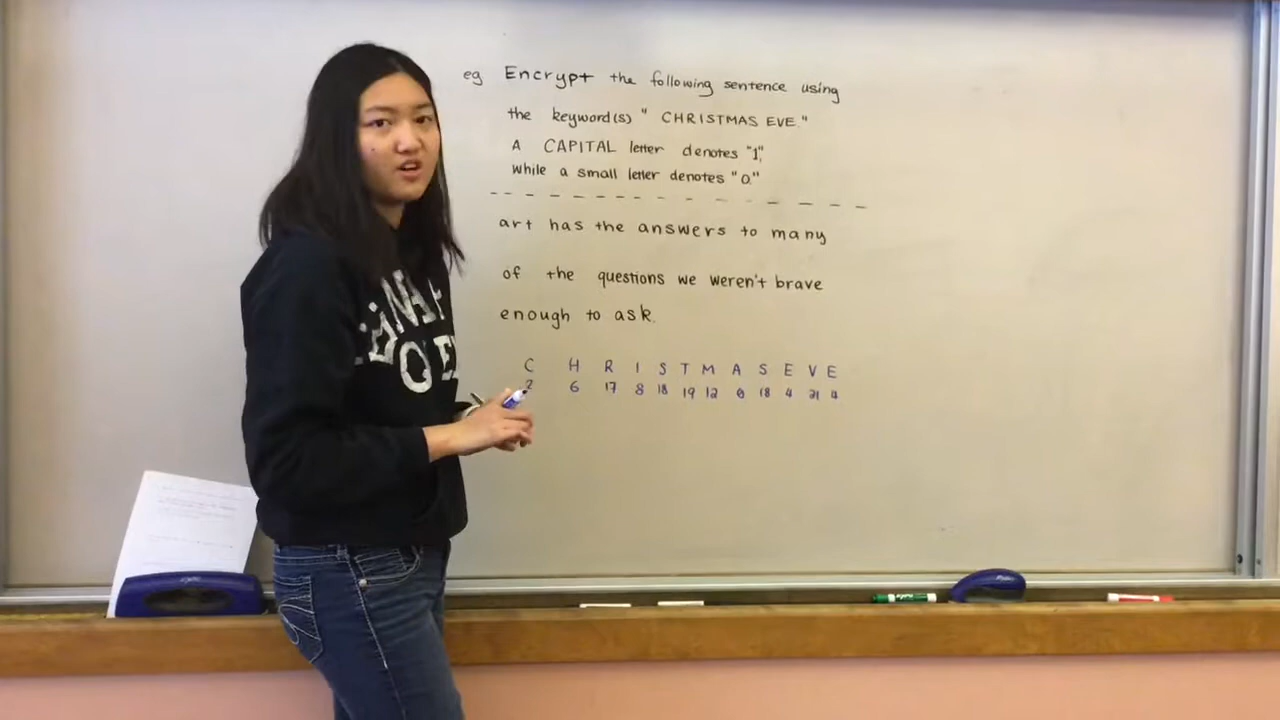 eg Encrypt the following sentence using
the keyword(s) " CHRISTMAS EVE."
A CAPITAL letter denotes "1",
while a small letter denotes "0."
art has the answers to many
of the questions we weren't brave
enough to ask.
C H R I S T M A S E V E
2 6 17 8 18 19 12 0 18 4 21 4